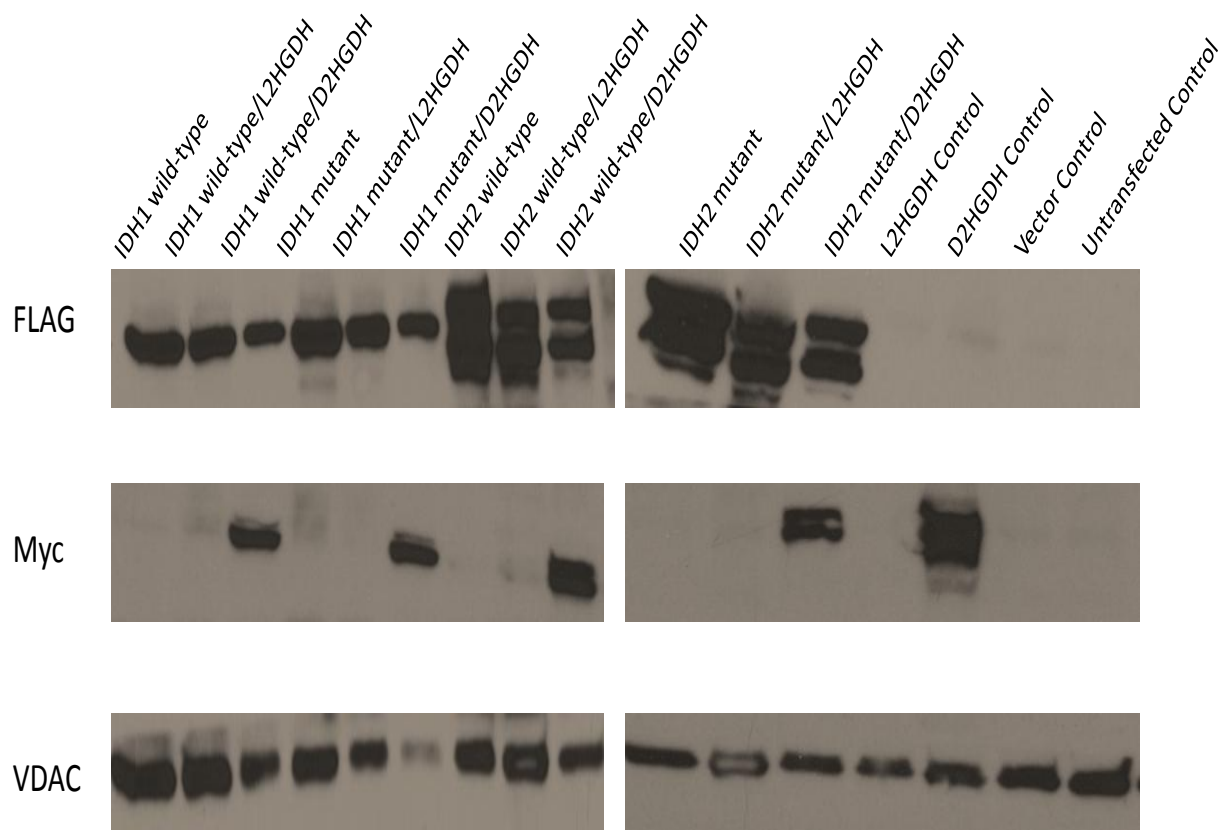 IDH1 wild-type
IDH1 wild-type/L2HGDH
IDH1 wild-type/D2HGDH
IDH1 mutant
IDH1 mutant/L2HGDH
IDH1 mutant/D2HGDH
IDH2 wild-type
IDH2 wild-type/L2HGDH
IDH2 wild-type/D2HGDH
IDH2 mutant
IDH2 mutant/L2HGDH
IDH2 mutant/D2HGDH
L2HGDH Control
D2HGDH Control
Vector Control
Untransfected Control
FLAG
Myc
VDAC